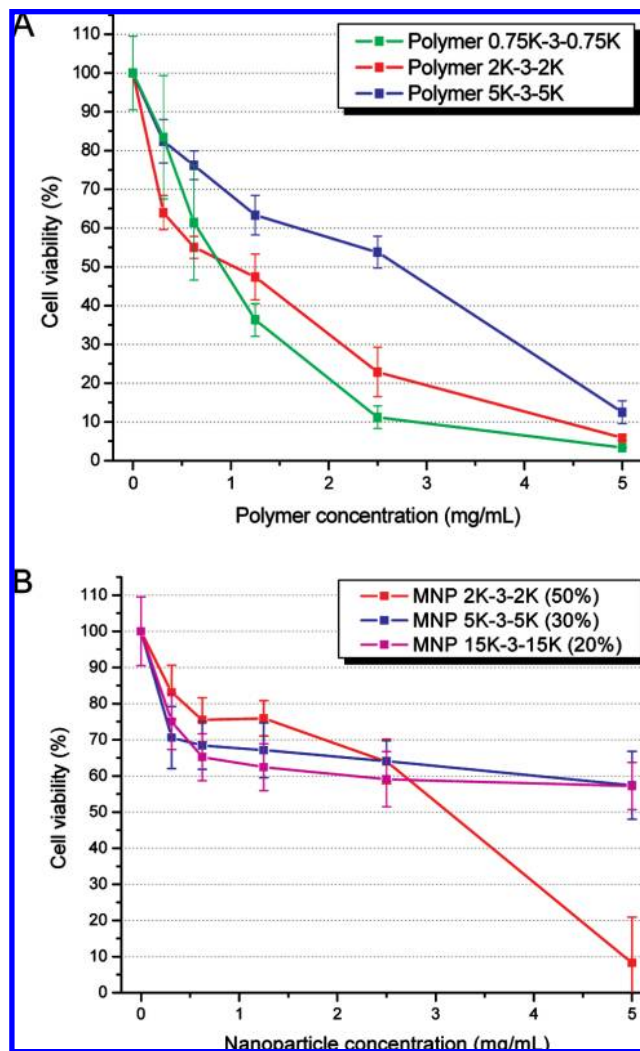 A
Polymer 0.75K-3-0.75K
Polymer 2K-3-2K
Polymer 5K-3-5K
110
100
90
80
70
60
50
40
30
20
10
0
Cell viability (%)
0 1 2 3 4 5
Polymer concentration (mg/mL)
B
MNP 2K-3-2K (50%)
MNP 5K-3-5K (30%)
MNP 15K-3-15K (20%)
110
100
90
80
70
60
50
40
30
20
10
0
Cell viability (%)
0 1 2 3 4 5
Nanoparticle concentration (mg/mL)